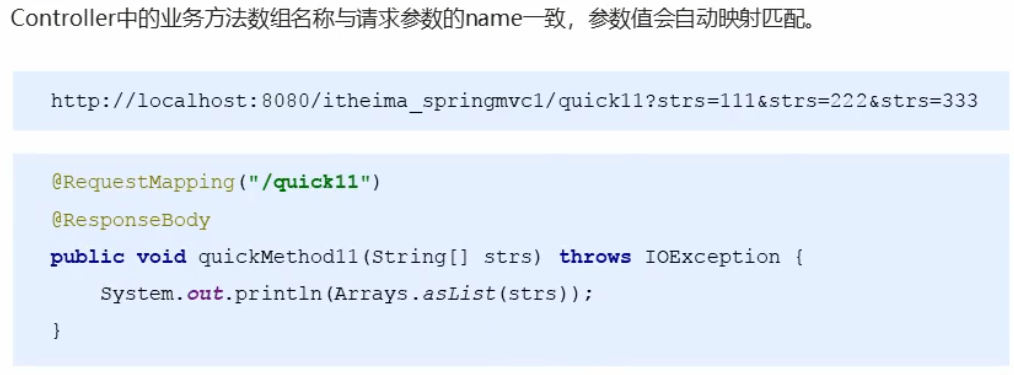 Controller中的业务方法数组名称与请求参数的name一致，参数值会自动映射匹配。
http://localhost:8080/itheima_springmvc1/quick11?strs=111&strs=222&strs=333
@RequestMapping("/quick11")
@ResponseBody
public void quickMethod11(String[] strs) throws IOException {
    System.out.println(Arrays.asList(strs));
}